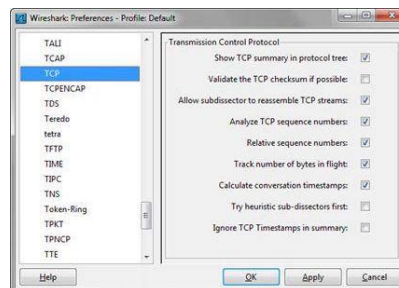 Wireshark: Preferences - Profile: Default
TALI
TCAP
TCP
TCPENCAP
TDS
Teredo
tetra
TFTP
TIME
TIPC
TNS
Token-Ring
TPKT
TPNCP
TTE
Transmission Control Protocol
Show TCP summary in protocol tree:
Validate the TCP checksum if possible:
Allow subdissector to reassemble TCP streams:
Analyze TCP sequence numbers:
Relative sequence numbers:
Track number of bytes in flight:
Calculate conversation timestamps:
Try heuristic sub-dissectors first:
Ignore TCP Timestamps in summary:
Help
OK
Apply
Cancel